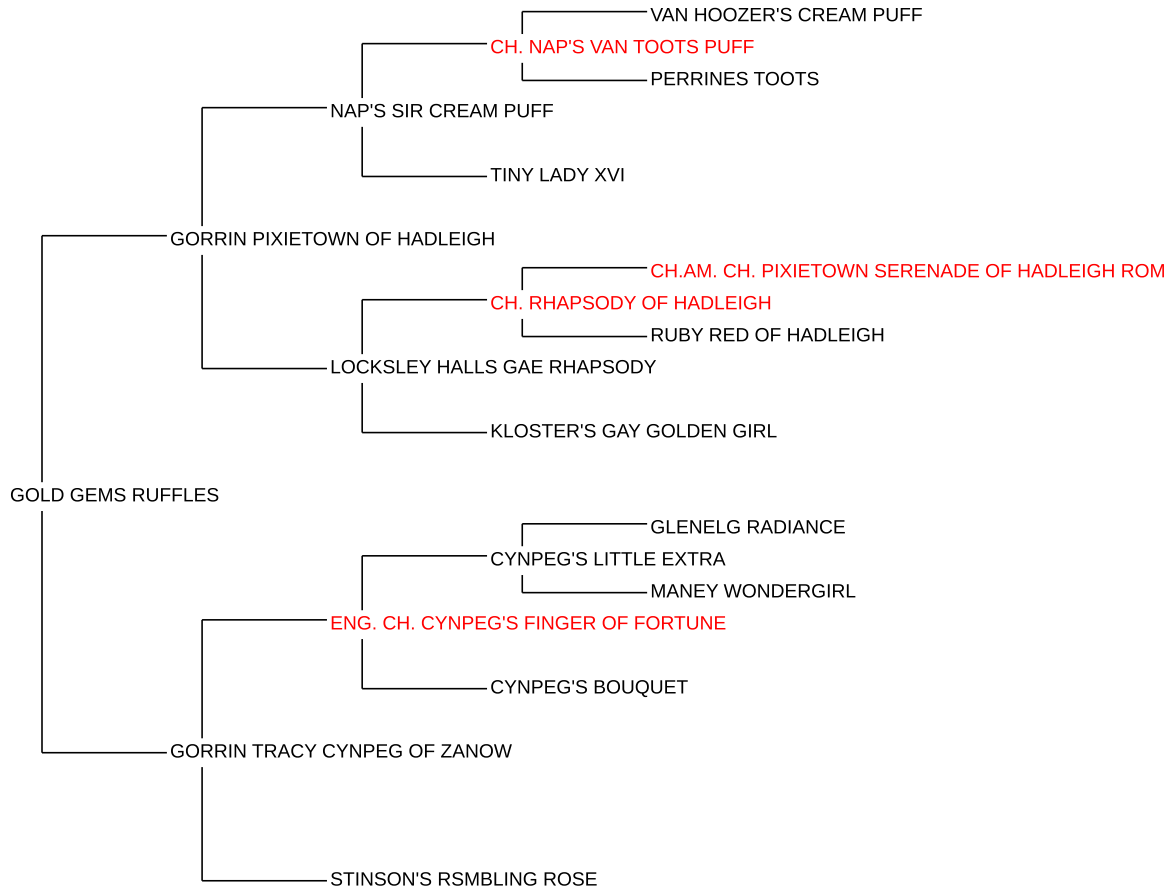 VAN HOOZER'S CREAM PUFF
CH. NAP'S VAN TOOTS PUFF
PERRINES TOOTS
NAP'S SIR CREAM PUFF
TINY LADY XVI
GORRIN PIXIETOWN OF HADLEIGH
CH.AM. CH. PIXIETOWN SERENADE OF HADLEIGH ROM
CH. RHAPSODY OF HADLEIGH
RUBY RED OF HADLEIGH
LOCKSLEY HALLS GAE RHAPSODY
KLOSTER'S GAY GOLDEN GIRL
GOLD GEMS RUFFLES
GLENELG RADIANCE
CYNPEG'S LITTLE EXTRA
MANEY WONDERGIRL
ENG. CH. CYNPEG'S FINGER OF FORTUNE
CYNPEG'S BOUQUET
GORRIN TRACY CYNPEG OF ZANOW
STINSON'S RSMBLING ROSE